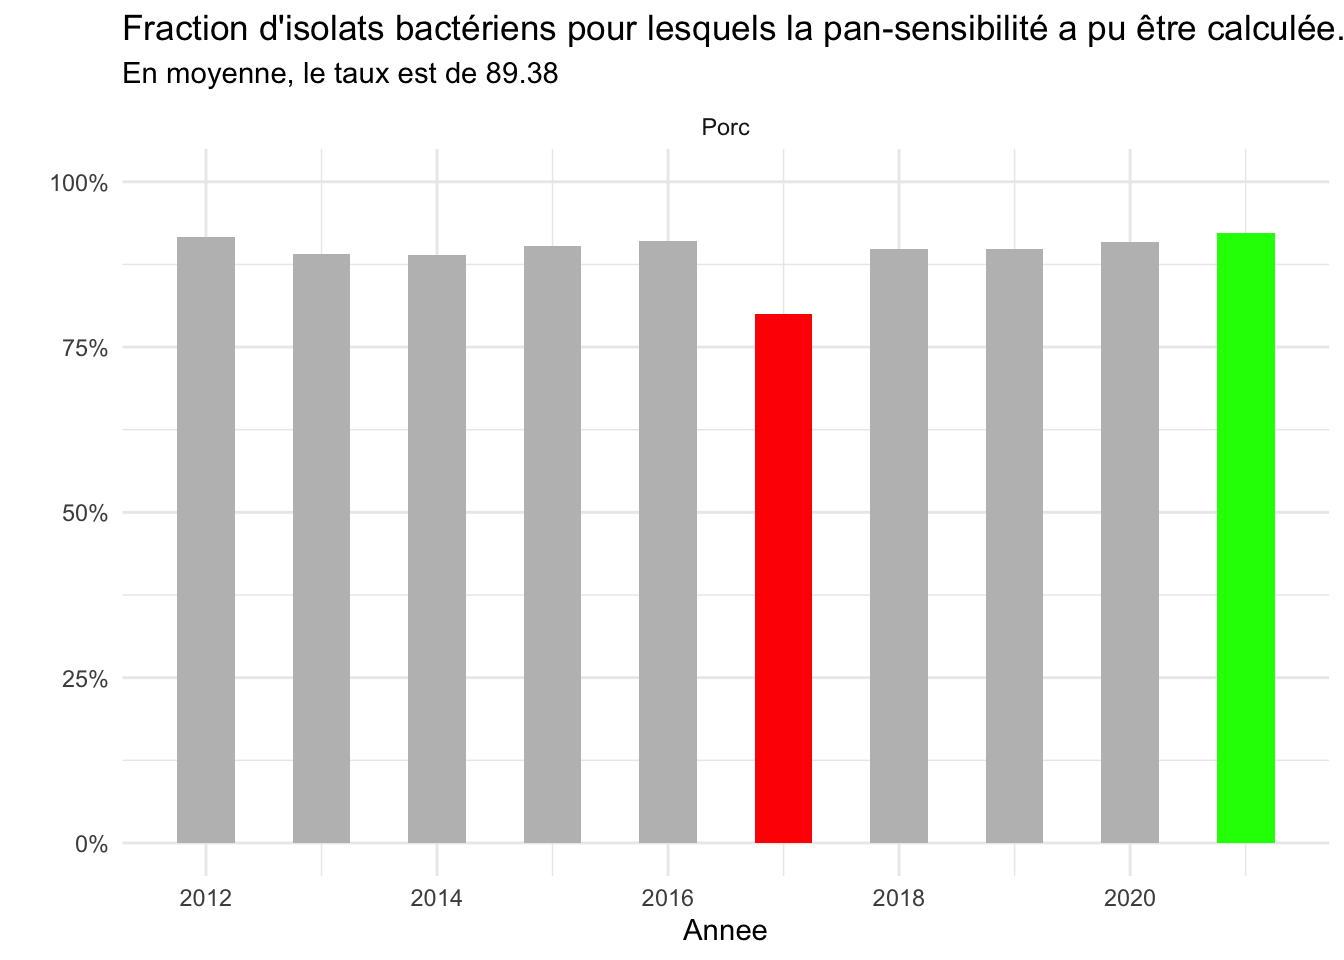 Fraction d'isolats bactériens pour lesquels la pan-sensibilité a pu être calculée.
En moyenne, le taux est de 89.38
Porc
100%
75%
50%
25%
0%
2012 2014 2016 2018 2020
Annee